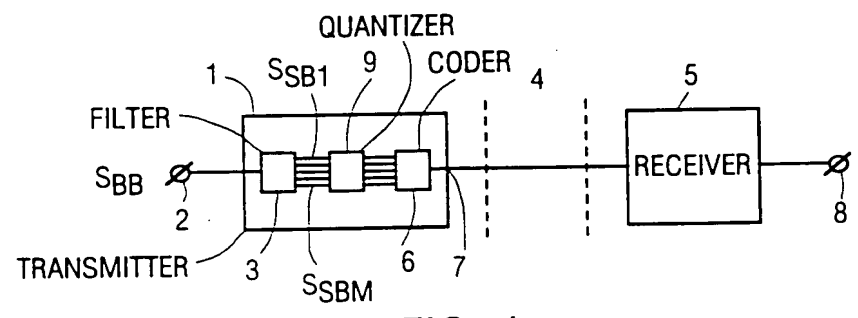 QUANTIZER
1 S_SB1 9 CODER 4 5
FILTER
S_BB RECEIVER
2 8
TRANSMITTER 3 S_SBM 6 7